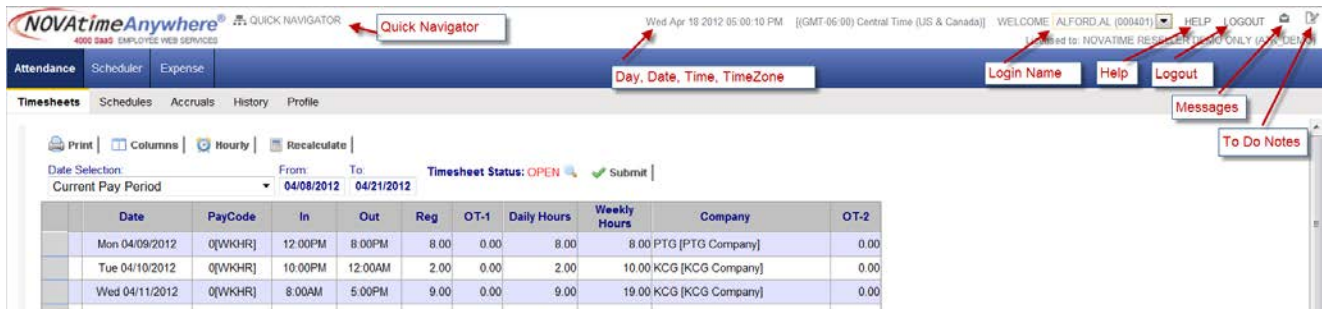 NOVAtimeAnywhere® QUICK NAVIGATOR
4000 SaaS EMPLOYEE WEB SERVICES
Quick Navigator
Wed Apr 18 2012 05:00:10 PM [(GMT-06:00) Central Time (US & Canada)] WELCOME ALFORD,AL (000401) HELP LOGOUT
Licensed to: NOVATIME RESELLER DEMO ONLY (ATX_DEMO)
Day, Date, Time, TimeZone
Login Name
Help
Logout
Messages
To Do Notes
Attendance Scheduler Expense
Timesheets Schedules Accruals History Profile
Print Columns Hourly Recalculate
Date Selection: From: To: Timesheet Status: OPEN Submit
Current Pay Period 04/08/2012 04/21/2012
Date PayCode In Out Reg OT-1 Daily Hours Weekly Hours Company OT-2
Mon 04/09/2012 0[WKHR] 12:00PM 8:00PM 8.00 0.00 8.00 8.00 PTG [PTG Company] 0.00
Tue 04/10/2012 0[WKHR] 10:00PM 12:00AM 2.00 0.00 2.00 10.00 KCG [KCG Company] 0.00
Wed 04/11/2012 0[WKHR] 8:00AM 5:00PM 9.00 0.00 9.00 19.00 KCG [KCG Company] 0.00